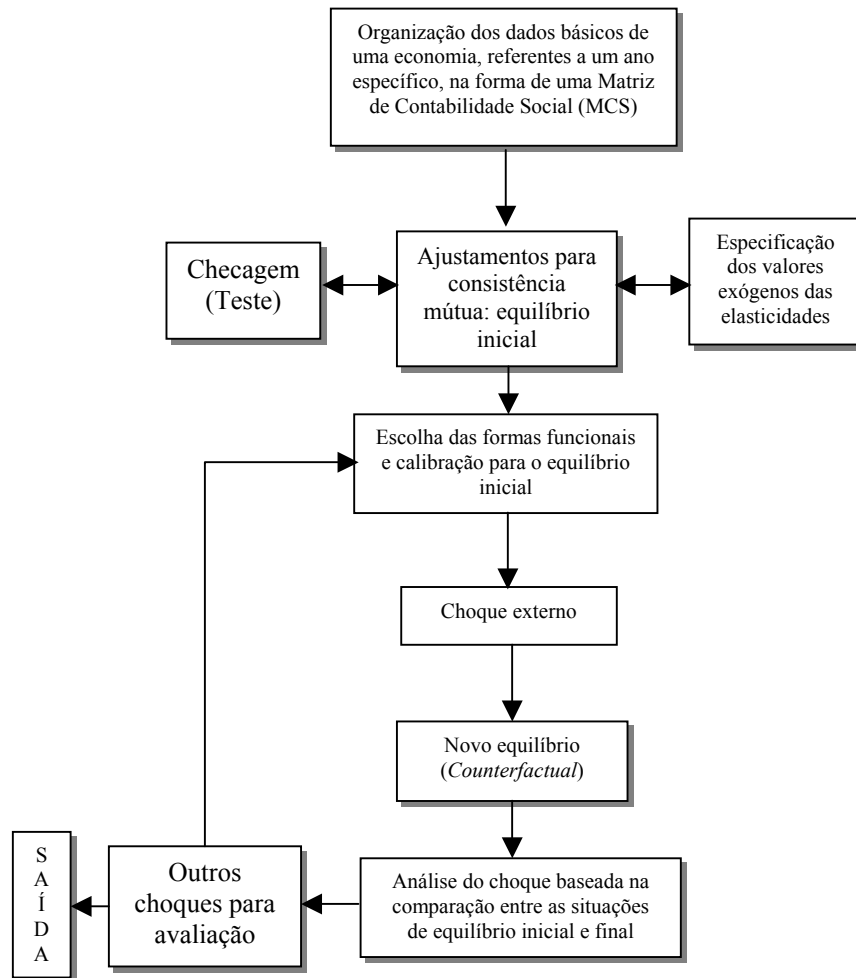 Organização dos dados básicos de
uma economia, referentes a um ano
específico, na forma de uma Matriz
de Contabilidade Social (MCS)
Checagem
(Teste)
Ajustamentos para
consistência
mútua: equilíbrio
inicial
Especificação
dos valores
exógenos das
elasticidades
Escolha das formas funcionais
e calibração para o equilíbrio
inicial
Choque externo
Novo equilíbrio
(Counterfactual)
S
A
Í
D
A
Outros
choques para
avaliação
Análise do choque baseada na
comparação entre as situações
de equilíbrio inicial e final